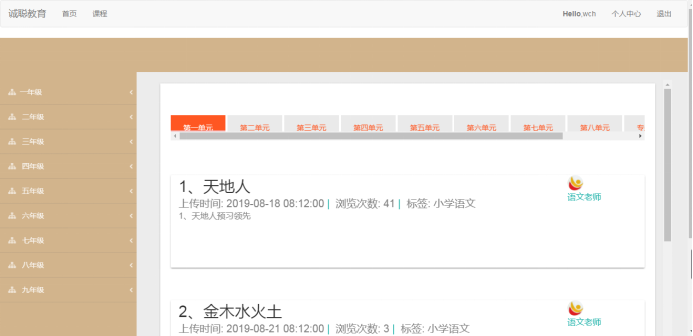 诚聪教育 首页 课程 Hello,wch 个人中心 退出
一年级
二年级
三年级
四年级
五年级
六年级
七年级
八年级
九年级
第一单元 第二单元 第三单元 第四单元 第五单元 第六单元 第七单元 第八单元 专
1、天地人
上传时间: 2019-08-18 08:12:00 | 浏览次数: 41 | 标签: 小学语文
1、天地人预习领先
语文老师
2、金木水火土
上传时间: 2019-08-21 08:12:00 | 浏览次数: 3 | 标签: 小学语文
语文老师